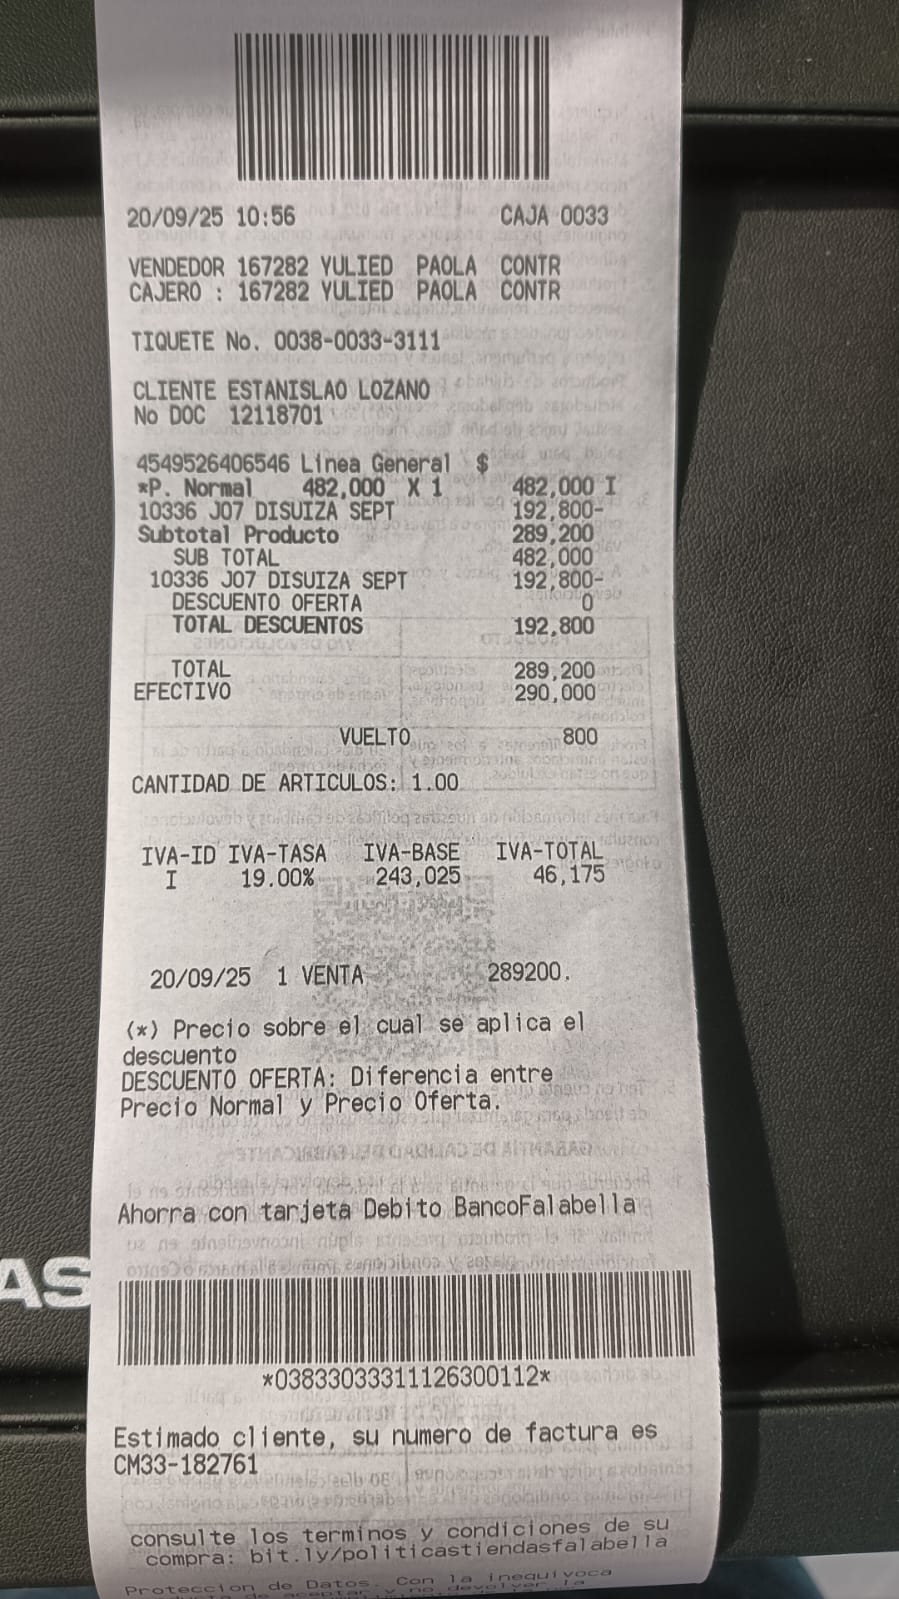 20/09/25 10:56 CAJA 0033
VENDEDOR 167282 YULIED PAOLA CONTR
CAJERO : 167282 YULIED PAOLA CONTR
TIQUETE No. 0038-0033-3111
CLIENTE ESTANISLAO LOZANO
No DOC 12118701
4549526406546 Linea General $
*P. Normal 482,000 X 1 482,000 I
10336 J07 DISUIZA SEPT 192,800-
Subtotal Producto 289,200
SUB TOTAL 482,000
10336 J07 DISUIZA SEPT 192,800-
DESCUENTO OFERTA 0
TOTAL DESCUENTOS 192,800
TOTAL 289,200
EFECTIVO 290,000
VUELTO 800
CANTIDAD DE ARTICULOS: 1.00
IVA-ID IVA-TASA IVA-BASE IVA-TOTAL
I 19.00% 243,025 46,175
20/09/25 1 VENTA 289200.
(*) Precio sobre el cual se aplica el
descuento
DESCUENTO OFERTA: Diferencia entre
Precio Normal y Precio Oferta.
Ahorra con tarjeta Debito BancoFalabella
AS
*03833033311126300112*
Estimado cliente, su numero de factura es
CM33-182761
consulte los terminos y condiciones de su
compra: bit.ly/politicastiendasfalabella
Proteccion de Datos. Con la inequivoca